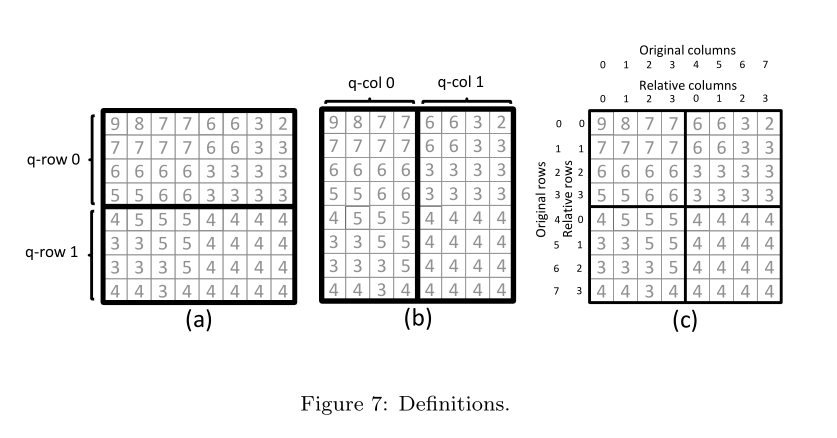 Original columns
0 1 2 3 4 5 6 7
Relative columns
0 1 2 3 0 1 2 3
q-row 0
q-row 1
9 8 7 7 6 6 3 2
7 7 7 7 6 6 3 3
6 6 6 6 3 3 3 3
5 5 6 6 3 3 3 3
4 5 5 5 4 4 4 4
3 3 5 5 4 4 4 4
3 3 3 5 4 4 4 4
4 4 3 4 4 4 4 4
(a)
q-col 0 q-col 1
9 8 7 7 6 6 3 2
7 7 7 7 6 6 3 3
6 6 6 6 3 3 3 3
5 5 6 6 3 3 3 3
4 5 5 5 4 4 4 4
3 3 5 5 4 4 4 4
3 3 3 5 4 4 4 4
4 4 3 4 4 4 4 4
(b)
Original rows
Relative rows
0 0 9 8 7 7 6 6 3 2
1 1 7 7 7 7 6 6 3 3
2 2 6 6 6 6 3 3 3 3
3 3 5 5 6 6 3 3 3 3
4 0 4 5 5 5 4 4 4 4
5 1 3 3 5 5 4 4 4 4
6 2 3 3 3 5 4 4 4 4
7 3 4 4 3 4 4 4 4 4
(c)
Figure 7: Definitions.